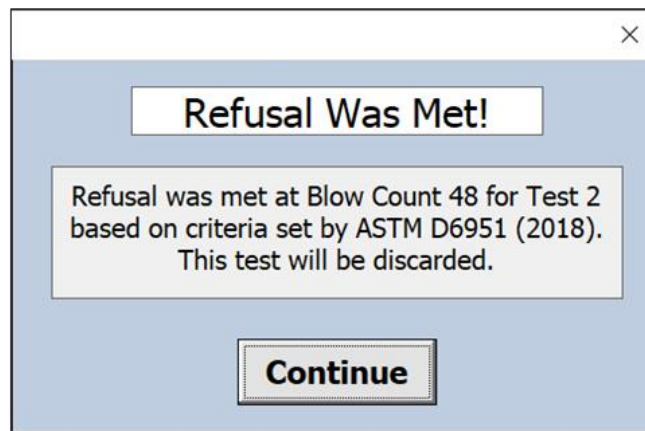 Refusal Was Met!
Refusal was met at Blow Count 48 for Test 2
based on criteria set by ASTM D6951 (2018).
This test will be discarded.
Continue